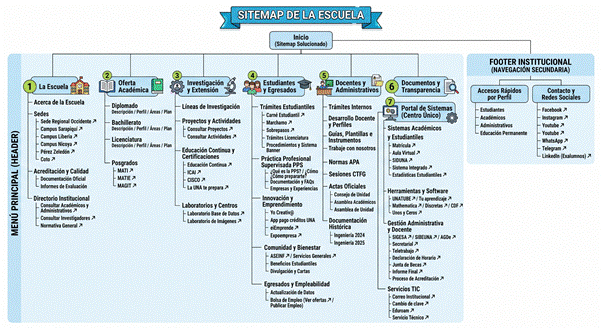 SITEMAP DE LA ESCUELA
Inicio
(Sitemap Solucionado)
MENÚ PRINCIPAL (HEADER)
1 La Escuela
Acerca de la Escuela
Sedes
Sede Regional Occidente ↗
Campus Sarapiquí ↗
Campus Liberia ↗
Campus Nicoya ↗
Pérez Zeledón ↗
Coto ↗
Acreditación y Calidad
Documentación Oficial
Informes de Evaluación
Directorio Institucional
Consultar Académicos y
Administrativos ↗
Consultar Investigadores ↗
Normativa General ↗
2 Oferta
Académica
Diplomado
Descripción / Perfil / Áreas / Plan
Bachillerato
Descripción / Perfil / Áreas / Plan
Licenciatura
Descripción / Perfil / Áreas / Plan
Posgrados
MATI ↗
MATIE ↗
MAGIT ↗
3 Investigación
y Extensión
Líneas de Investigación
Proyectos y Actividades
Consultar Proyectos ↗
Consultar Actividades ↗
Educación Continua y
Certificaciones
Educación Continua ↗
ICAI ↗
CISCO ↗
La UNA te prepara ↗
Laboratorios y Centros
Laboratorio Base de Datos ↗
Laboratorio de Imágenes ↗
4 Estudiantes
y Egresados
Trámites Estudiantiles
Carné Estudiantil ↗
Marchamo ↗
Sobrepasos ↗
Trámites Licenciatura
Procedimientos y Sistema
Banner
Práctica Profesional
Supervisada PPS
¿Qué es la PPS? / ¿Cómo
¿Cómo prepararte?
Documentación y FAQs
Empresas y Experiencias
Innovación y
Emprendimiento
Yo Creativ@
App pago créditos UNA
eiEmprende ↗
Expoempresa ↗
Comunidad y Bienestar
ASEINF ↗ / Servicios Generales ↗
Beneficios Estudiantiles
Divulgación y Cartas
Egresados y Empleabilidad
Actualización de Datos
Bolsa de Empleo (Ver ofertas ↗ /
Publicar Empleo)
5 Docentes y
Administrativos
Trámites Internos
Desarrollo Docente
y Perfiles
Guías, Plantillas e
Instrumentos
Trabaje con nosotros
Normas APA
Sesiones CTFG
Actas Oficiales
Consejo de Unidad
Asamblea Académicos
Asamblea de Unidad
Documentación
Histórica
Ingeniería 2024
Ingeniería 2025
6 Documentos y
Transparencia
7 Portal de Sistemas
(Centro Único)
Sistemas Académicos
y Estudiantiles
Matrícula ↗
Aula Virtual ↗
SIDUNA ↗
Sistema Integrado ↗
Estadísticas Estudiantiles ↗
Herramientas y Software
UNATUBE ↗ / Tu aprendizaje ↗
Mathematica ↗ / Discretas ↗ / CDF ↗
Usos y Cercos ↗
Gestión Administrativa
y Docente
SIGESA ↗ / SIBEUNA ↗ / AGDe ↗
Secretarial ↗
Teletrabajo ↗
Declaración de Horario ↗
Junta de Becas ↗
Informe Final ↗
Proceso de Acreditación ↗
Servicios TIC
Correo Institucional ↗
Cambio de clave ↗
Eduroam ↗
Servicio Técnico ↗
FOOTER INSTITUCIONAL
(NAVEGACIÓN SECUNDARIA)
Accesos Rápidos
por Perfil
Estudiantes
Académicos
Administrativos
Educación Permanente
Contacto y
Redes Sociales
Facebook ↗
Instagram ↗
Youtube ↗
Youtube ↗
WhatsApp ↗
Telegram ↗
LinkedIn (Exalumnos) ↗